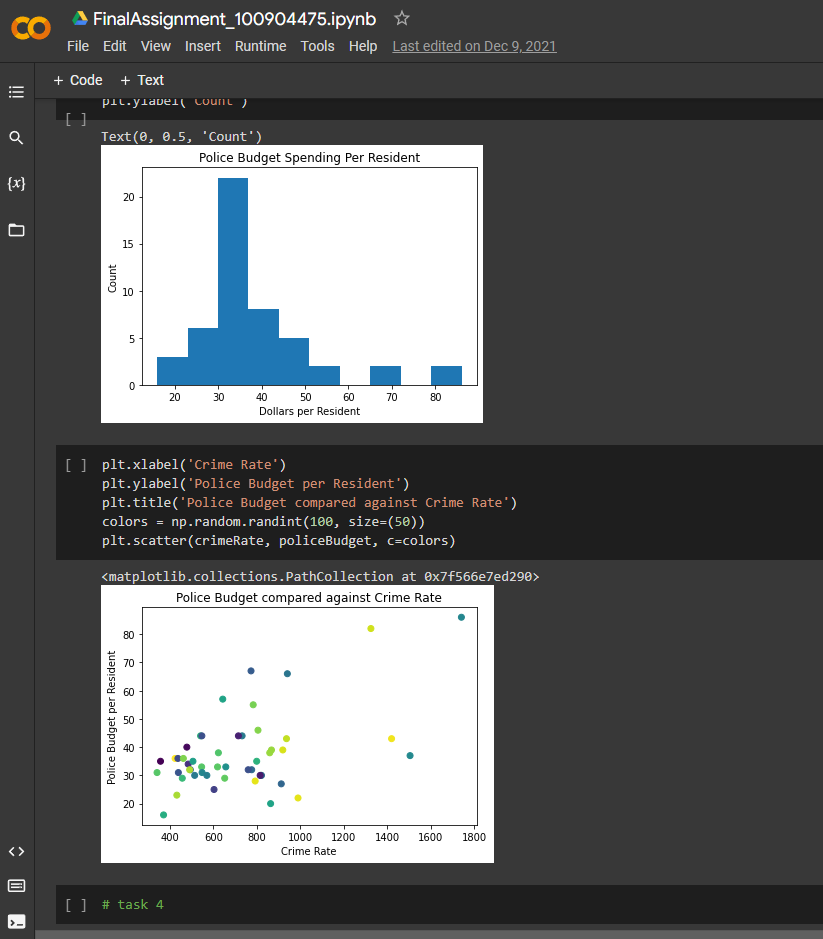 FinalAssignment_100904475.ipynb
File Edit View Insert Runtime Tools Help Last edited on Dec 9, 2021
+ Code + Text
plt.ylabel('Count')
[ ]
Text(0, 0.5, 'Count')
Police Budget Spending Per Resident
20
15
10
5
0
Count
20 30 40 50 60 70 80
Dollars per Resident
[ ] plt.xlabel('Crime Rate')
plt.ylabel('Police Budget per Resident')
plt.title('Police Budget compared against Crime Rate')
colors = np.random.randint(100, size=(50))
plt.scatter(crimeRate, policeBudget, c=colors)
<matplotlib.collections.PathCollection at 0x7f566e7ed290>
Police Budget compared against Crime Rate
80
70
60
50
40
30
20
Police Budget per Resident
400 600 800 1000 1200 1400 1600 1800
Crime Rate
[ ] # task 4